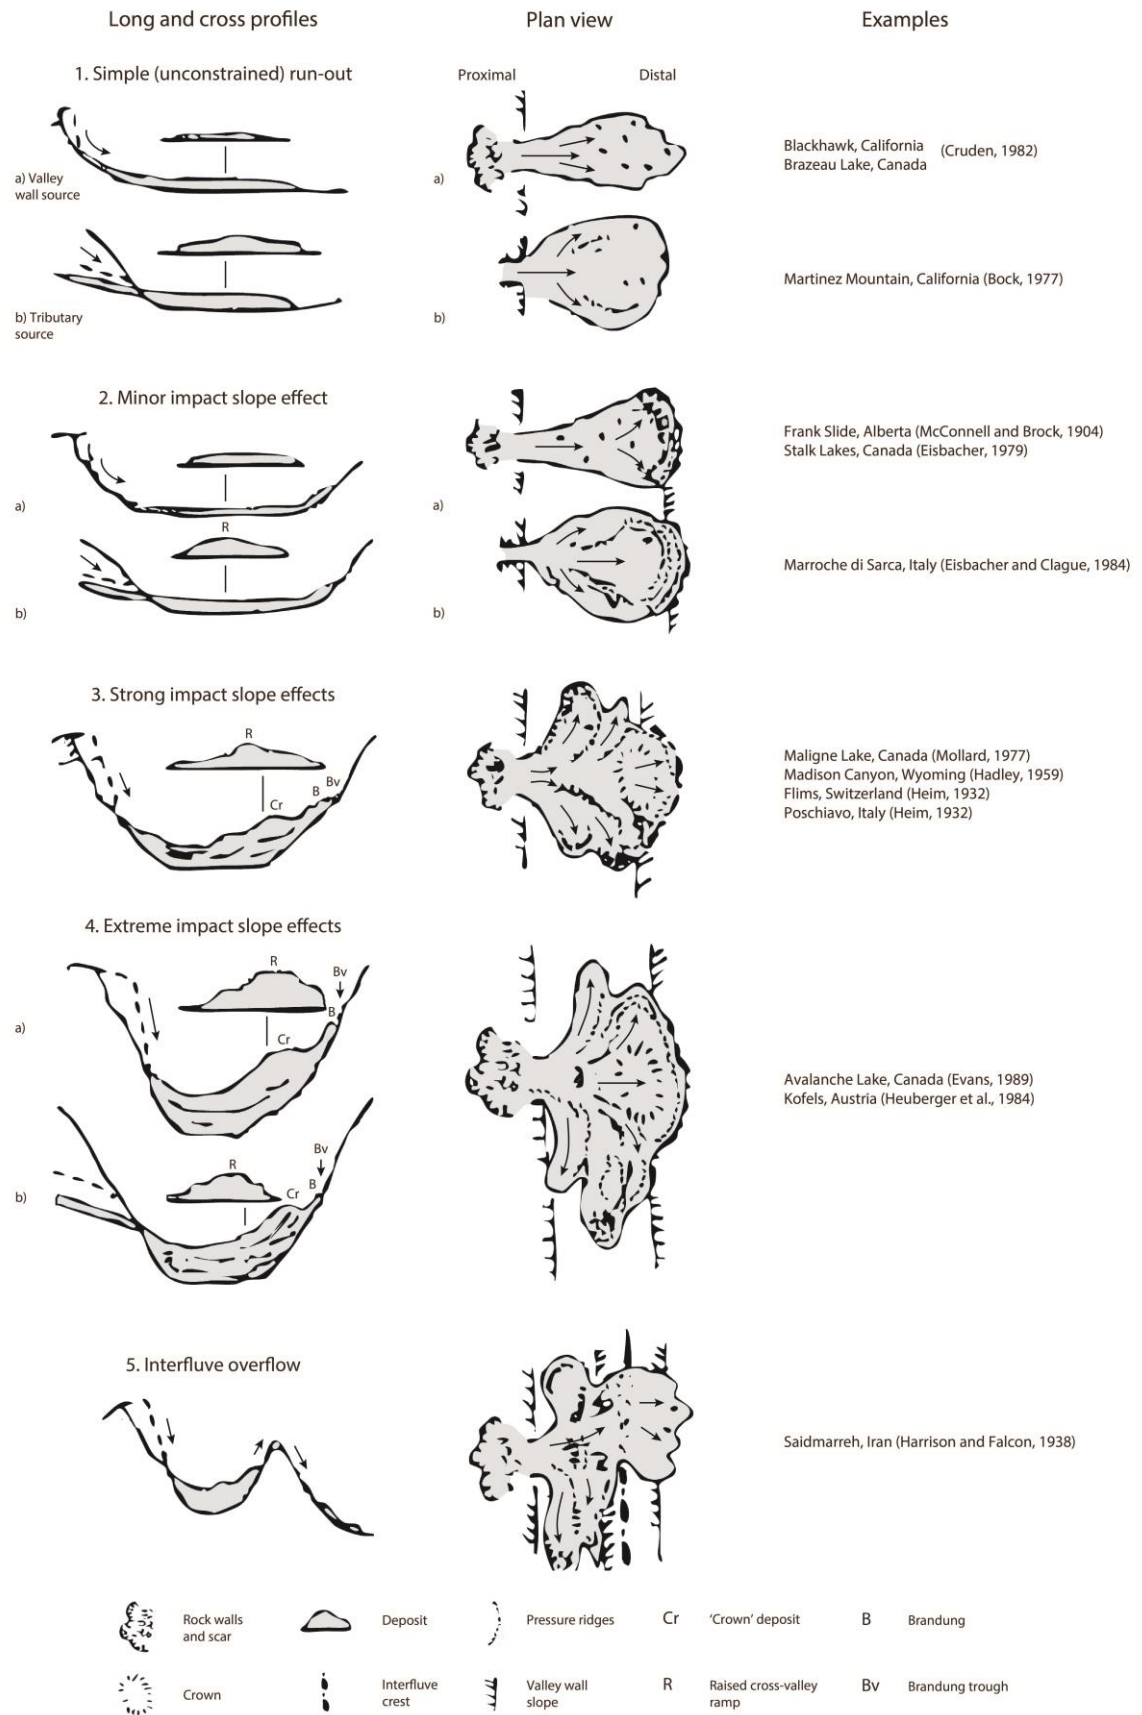 Long and cross profiles
Plan view
Examples
1. Simple (unconstrained) run-out
Proximal
Distal
a) Valley
wall source
a)
Blackhawk, California
Brazeau Lake, Canada
(Cruden, 1982)
b) Tributary
source
b)
Martinez Mountain, California (Bock, 1977)
2. Minor impact slope effect
a)
a)
Frank Slide, Alberta (McConnell and Brock, 1904)
Stalk Lakes, Canada (Eisbacher, 1979)
R
b)
b)
Marroche di Sarca, Italy (Eisbacher and Clague, 1984)
3. Strong impact slope effects
R
Bv
B
Cr
Maligne Lake, Canada (Mollard, 1977)
Madison Canyon, Wyoming (Hadley, 1959)
Flims, Switzerland (Heim, 1932)
Poschiavo, Italy (Heim, 1932)
4. Extreme impact slope effects
R
Bv
a)
B
Cr
Avalanche Lake, Canada (Evans, 1989)
Kofels, Austria (Heuberger et al., 1984)
Bv
R
B
b)
Cr
5. Interfluve overflow
Saidmarreh, Iran (Harrison and Falcon, 1938)
Rock walls
and scar
Deposit
Pressure ridges
Cr
'Crown' deposit
B
Brandung
Crown
Interfluve
crest
Valley wall
slope
R
Raised cross-valley
ramp
Bv
Brandung trough